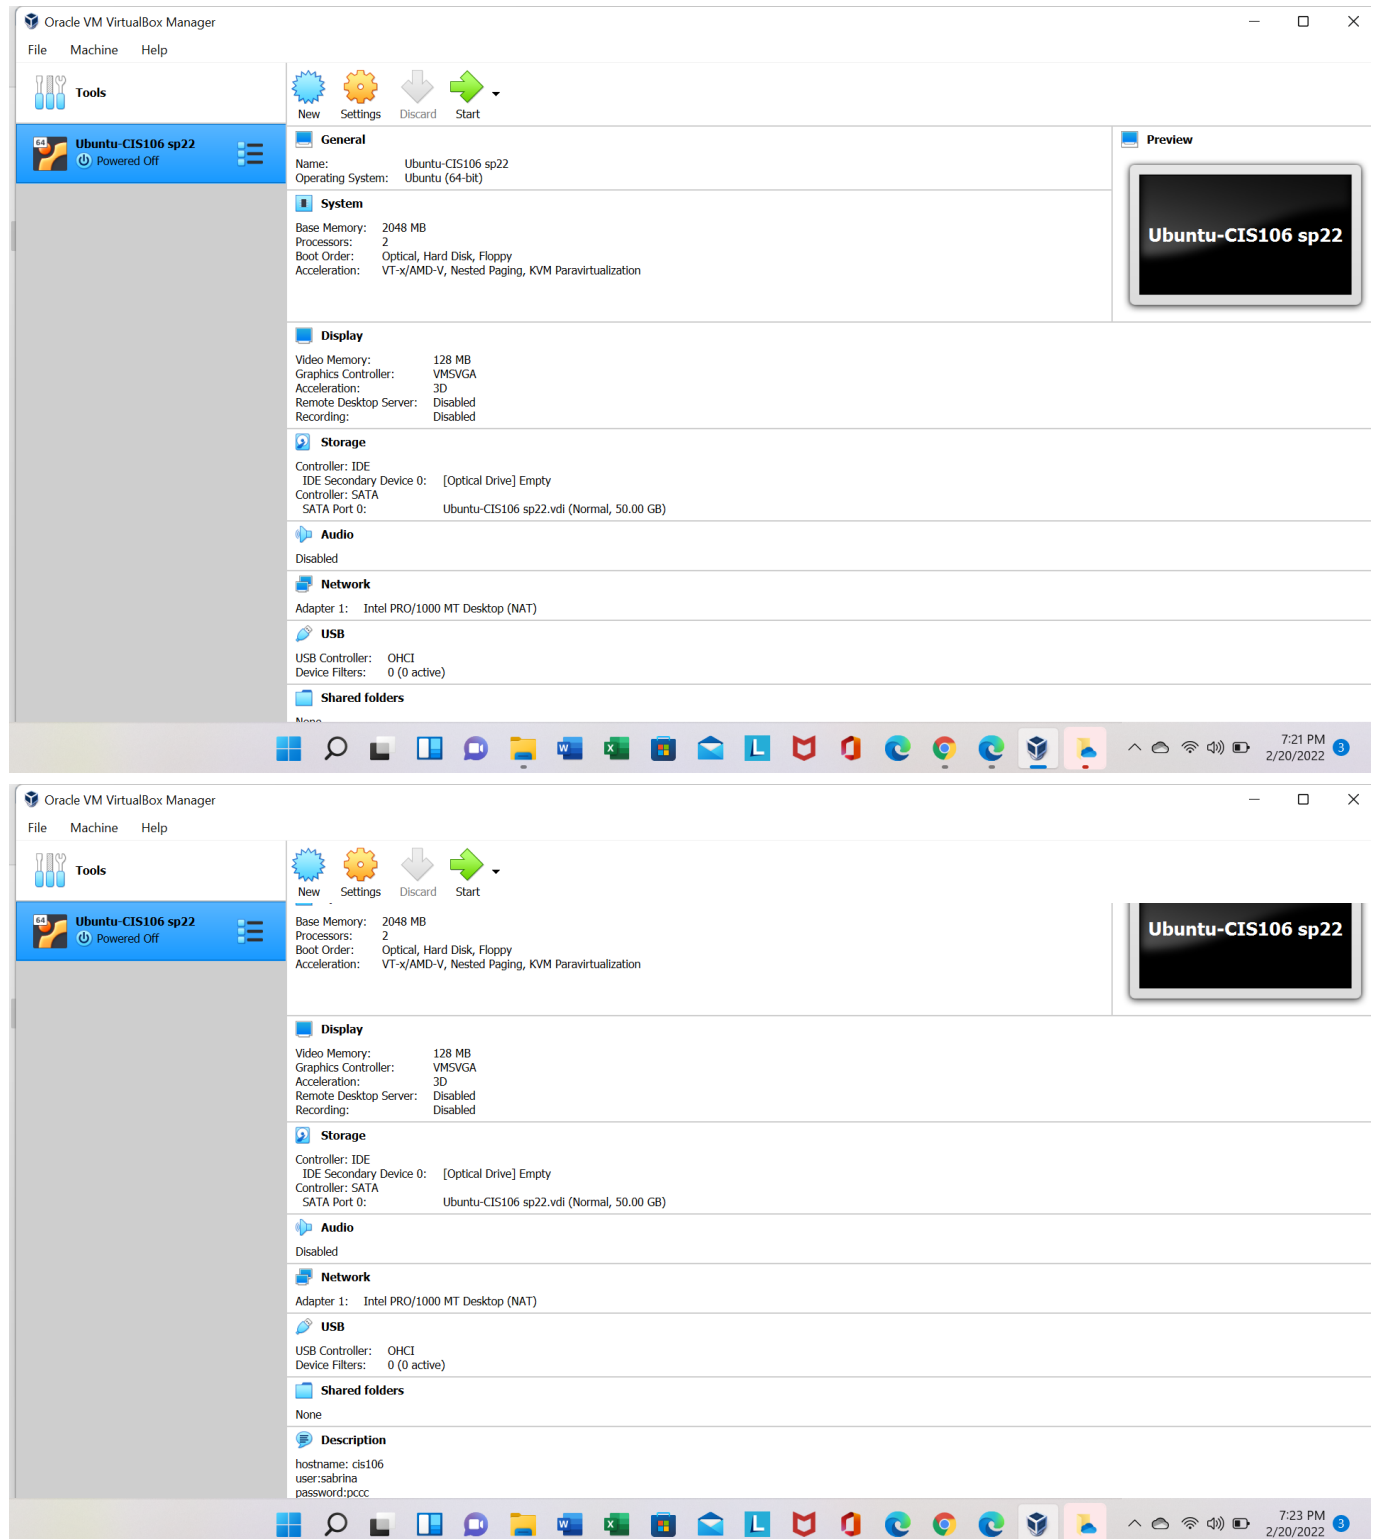 Oracle VM VirtualBox Manager
File Machine Help
Tools
New Settings Discard Start
64
Ubuntu-CIS106 sp22
Powered Off
General
Name: Ubuntu-CIS106 sp22
Operating System: Ubuntu (64-bit)
Preview
Ubuntu-CIS106 sp22
System
Base Memory: 2048 MB
Processors: 2
Boot Order: Optical, Hard Disk, Floppy
Acceleration: VT-x/AMD-V, Nested Paging, KVM Paravirtualization
Display
Video Memory: 128 MB
Graphics Controller: VMSVGA
Acceleration: 3D
Remote Desktop Server: Disabled
Recording: Disabled
Storage
Controller: IDE
IDE Secondary Device 0: [Optical Drive] Empty
Controller: SATA
SATA Port 0: Ubuntu-CIS106 sp22.vdi (Normal, 50.00 GB)
Audio
Disabled
Network
Adapter 1: Intel PRO/1000 MT Desktop (NAT)
USB
USB Controller: OHCI
Device Filters: 0 (0 active)
Shared folders
None
7:21 PM
2/20/2022
3
Oracle VM VirtualBox Manager
File Machine Help
Tools
New Settings Discard Start
64
Ubuntu-CIS106 sp22
Powered Off
Base Memory: 2048 MB
Processors: 2
Boot Order: Optical, Hard Disk, Floppy
Acceleration: VT-x/AMD-V, Nested Paging, KVM Paravirtualization
Ubuntu-CIS106 sp22
Display
Video Memory: 128 MB
Graphics Controller: VMSVGA
Acceleration: 3D
Remote Desktop Server: Disabled
Recording: Disabled
Storage
Controller: IDE
IDE Secondary Device 0: [Optical Drive] Empty
Controller: SATA
SATA Port 0: Ubuntu-CIS106 sp22.vdi (Normal, 50.00 GB)
Audio
Disabled
Network
Adapter 1: Intel PRO/1000 MT Desktop (NAT)
USB
USB Controller: OHCI
Device Filters: 0 (0 active)
Shared folders
None
Description
hostname: cis106
user:sabrina
password:pccc
7:23 PM
2/20/2022
3